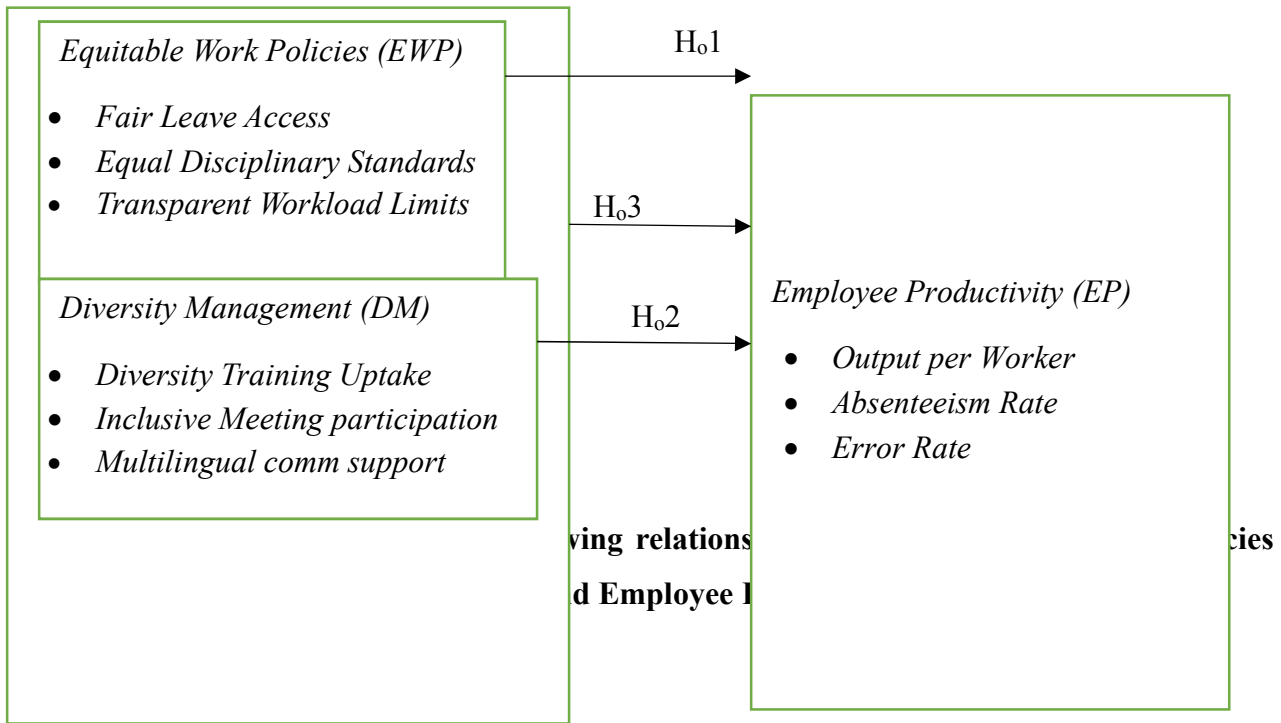 Equitable Work Policies (EWP)
• Fair Leave Access
• Equal Disciplinary Standards
• Transparent Workload Limits
Diversity Management (DM)
• Diversity Training Uptake
• Inclusive Meeting participation
• Multilingual comm support
Hₒ1
Hₒ3
Hₒ2
Employee Productivity (EP)
• Output per Worker
• Absenteeism Rate
• Error Rate
Employee